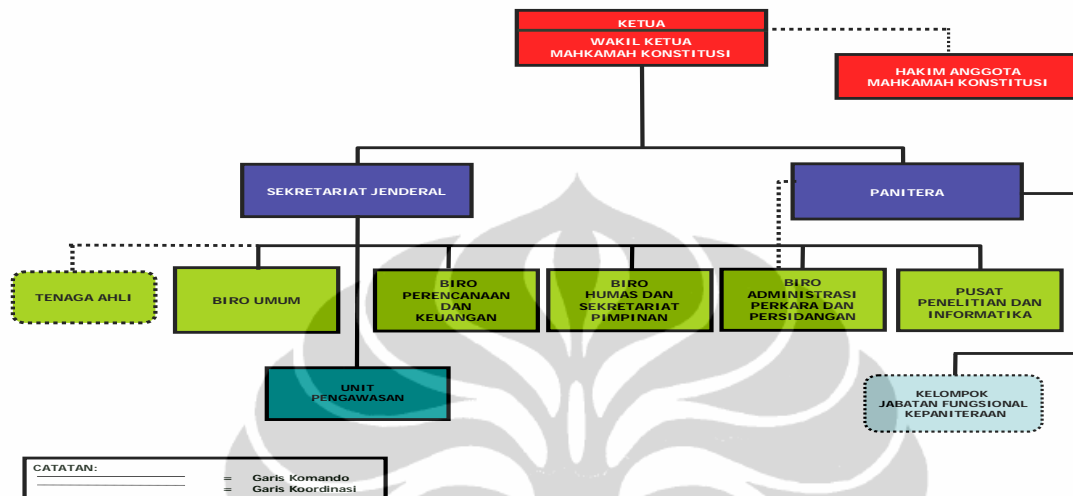 KETUA
WAKIL KETUA
MAHKAMAH KONSTITUSI
HAKIM ANGGOTA
MAHKAMAH KONSTITUSI
SEKRETARIAT JENDERAL
PANITERA
TENAGA AHLI
BIRO UMUM
BIRO
PERENCANAAN
DAN
KEUANGAN
BIRO
HUMAS DAN
SEKRETARIAT
PIMPINAN
BIRO
ADMINISTRASI
PERKARA DAN
PERSIDANGAN
PUSAT
PENELITIAN DAN
INFORMATIKA
UNIT
PENGAWASAN
KELOMPOK
JABATAN FUNGSIONAL
KEPANITERAAN
CATATAN:
= Garis Komando
= Garis Koordinasi